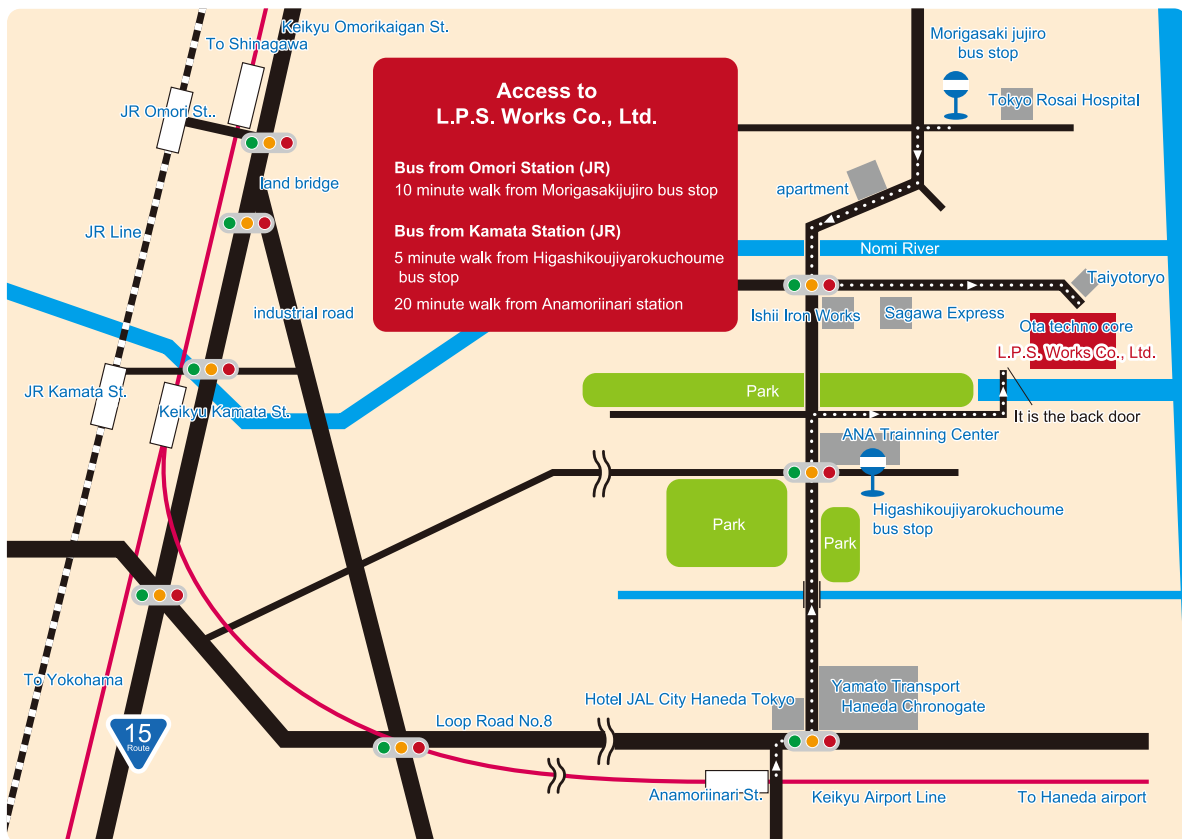 Keikyu Omorikaigan St.
To Shinagawa
JR Omori St..
land bridge
JR Line
industrial road
JR Kamata St.
Keikyu Kamata St.
To Yokohama
15
Route
Loop Road No.8
Access to
L.P.S. Works Co., Ltd.
Bus from Omori Station (JR)
10 minute walk from Morigasakijujiro bus stop
Bus from Kamata Station (JR)
5 minute walk from Higashikoujiyarokuchoume
bus stop
20 minute walk from Anamoriinari station
Morigasaki jujiro
bus stop
Tokyo Rosai Hospital
apartment
Nomi River
Taiyotoryo
Ishii Iron Works
Sagawa Express
Ota techno core
L.P.S. Works Co., Ltd.
Park
It is the back door
ANA Trainning Center
Higashikoujiyarokuchoume
bus stop
Park
Park
Hotel JAL City Haneda Tokyo
Yamato Transport
Haneda Chronogate
Anamoriinari St.
Keikyu Airport Line
To Haneda airport